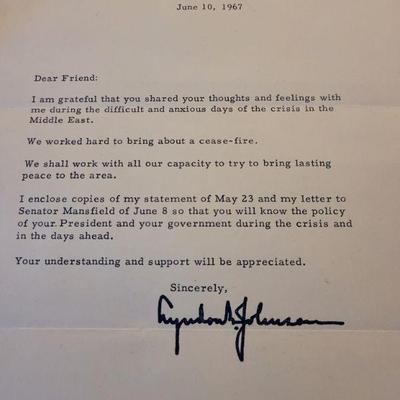 June 10, 1967
Dear Friend:
I am grateful that you shared your thoughts and feelings with
me during the difficult and anxious days of the crisis in the
Middle East.
We worked hard to bring about a cease-fire.
We shall work with all our capacity to try to bring lasting
peace to the area.
I enclose copies of my statement of May 23 and my letter to
Senator Mansfield of June 8 so that you will know the policy
of your President and your government during the crisis and
in the days ahead.
Your understanding and support will be appreciated.
Sincerely,
Lyndon B. Johnson